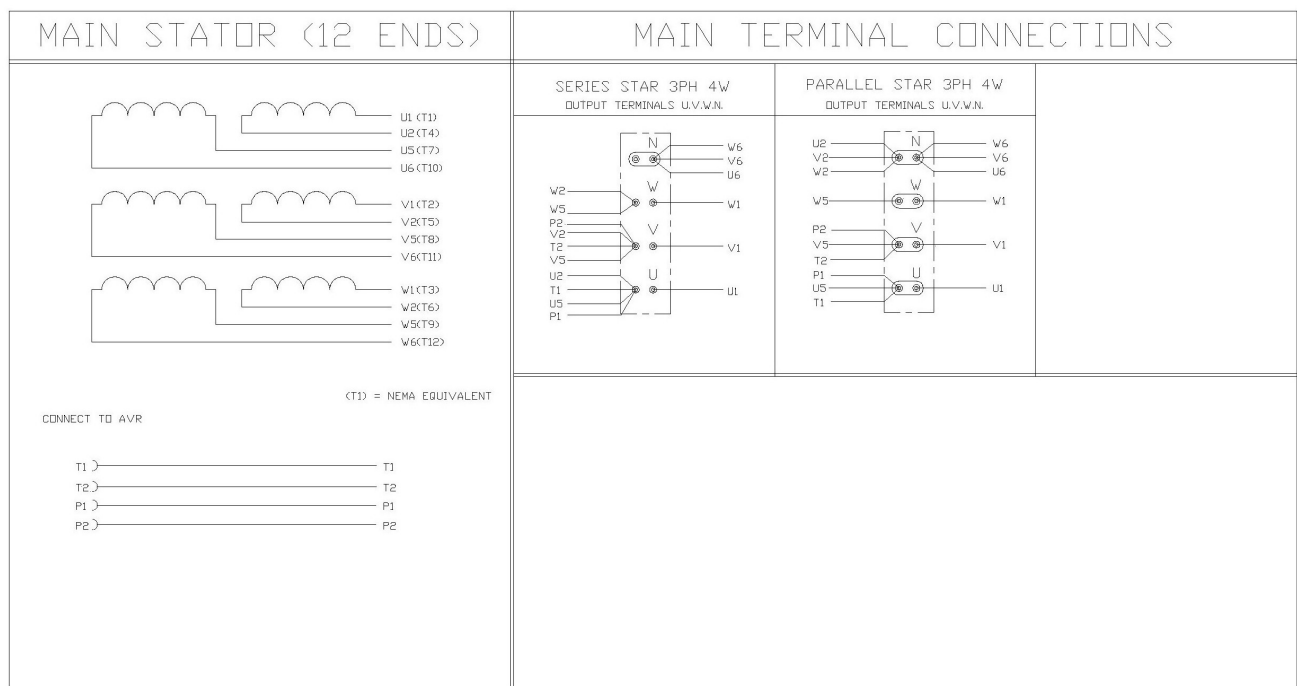 MAIN STATOR (12 ENDS)
MAIN TERMINAL CONNECTIONS
U1(T1)
U2(T4)
U5(T7)
U6(T10)
V1(T2)
V2(T5)
V5(T8)
V6(T11)
W1(T3)
W2(T6)
W5(T9)
W6(T12)
(T1) = NEMA EQUIVALENT
CONNECT TO AVR
T1 T1
T2 T2
P1 P1
P2 P2
SERIES STAR 3PH 4W
OUTPUT TERMINALS U.V.W.N.
N
W6
V6
U6
W2
W
W5
W1
P2
V2
V
T2
V1
V5
U2
U
T1
U1
U5
P1
PARALLEL STAR 3PH 4W
OUTPUT TERMINALS U.V.W.N.
U2
N
W6
V2
V6
W2
U6
W
W5
W1
P2
V
V5
V1
T2
P1
U
U5
U1
T1